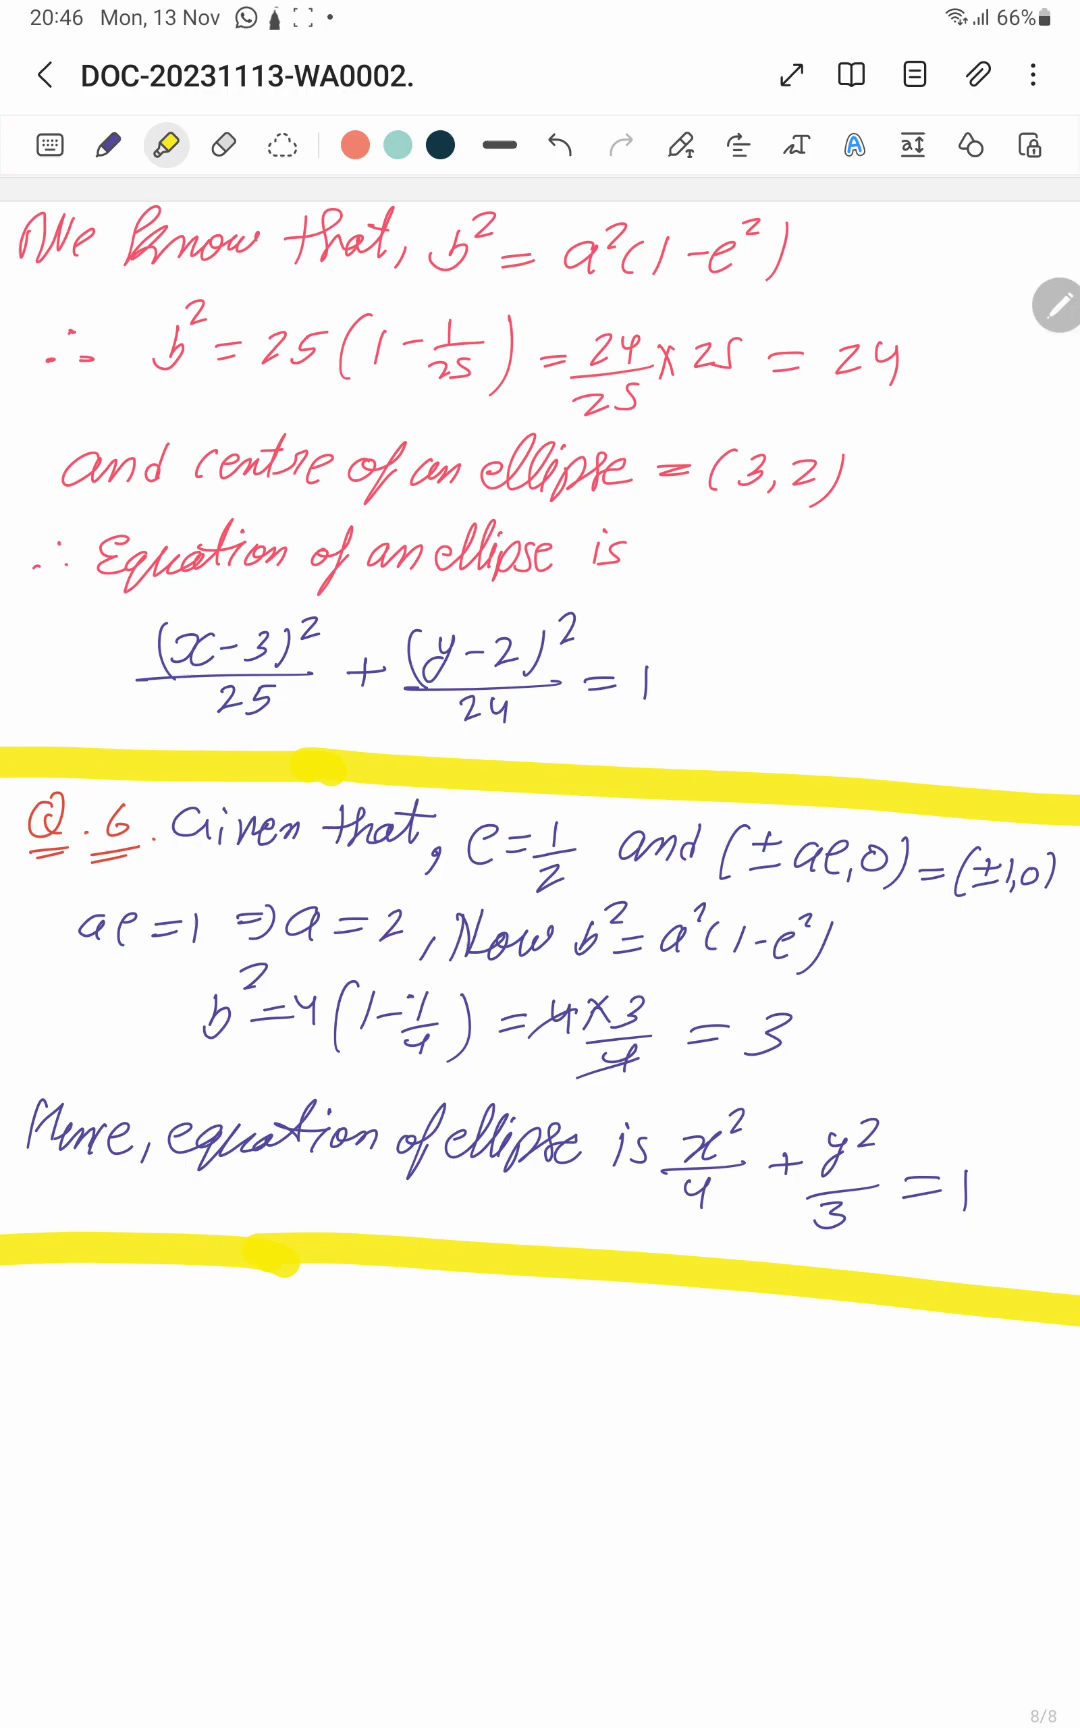 20:46 Mon, 13 Nov 66%
DOC-20231113-WA0002.
We know that, b² = a²(1-e²)
∴ b² = 25(1 - 1/25) = 24/25 × 25 = 24
and centre of an ellipse = (3,2)
∴ Equation of an ellipse is
(x-3)²/25 + (y-2)²/24 = 1
Q.6. Given that, e = 1/2 and (±ae,0) = (±1,0)
ae = 1 ⇒ a = 2, Now b² = a²(1-e²)
b² = 4(1 - 1/4) = 4×3/4 = 3
Hence, equation of ellipse is x²/4 + y²/3 = 1
8/8